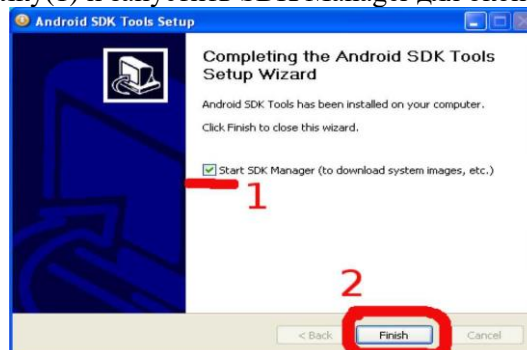 Android SDK Tools Setup
Completing the Android SDK Tools
Setup Wizard
Android SDK Tools has been installed on your computer.
Click Finish to close this wizard.
Start SDK Manager (to download system images, etc.)
1
2
< Back
Finish
Cancel